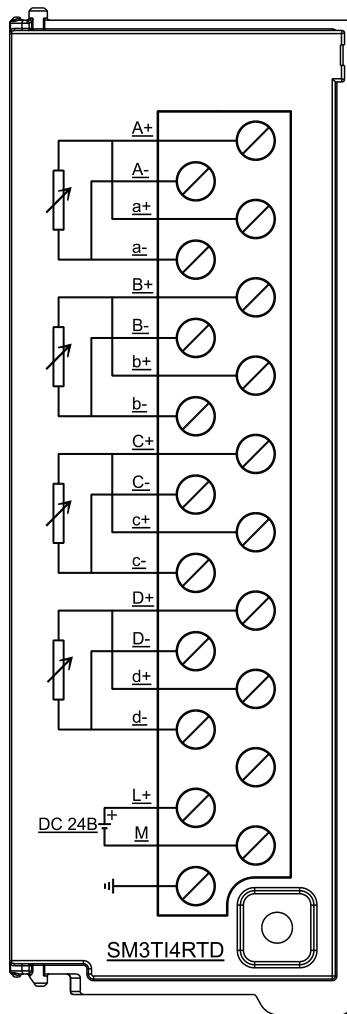 A+
A-
a+
a-
B+
B-
b+
b-
C+
C-
c+
c-
D+
D-
d+
d-
L+
+
DC 24В
M
SM3TI4RTD